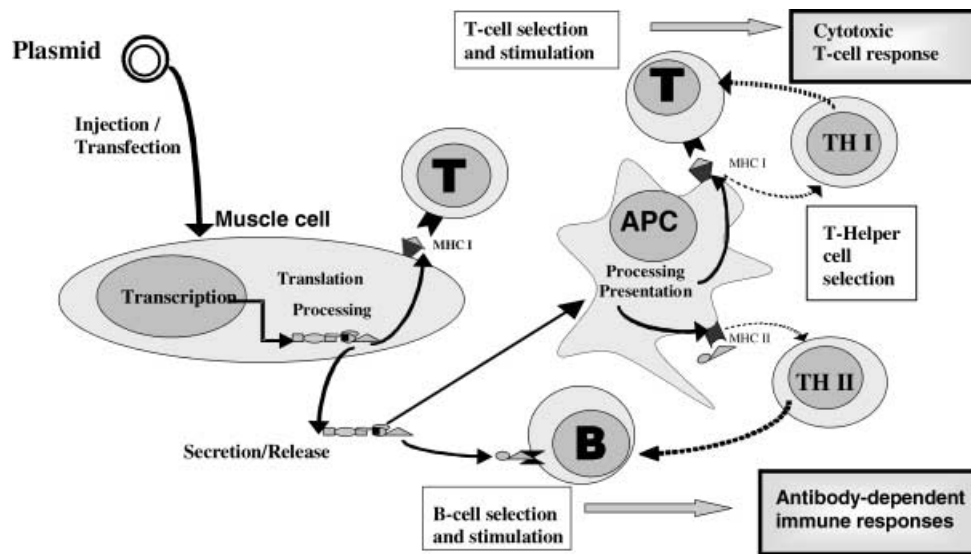 Plasmid
Injection /
Transfection
Muscle cell
Transcription
Translation
Processing
MHC I
T
Secretion/Release
T-cell selection
and stimulation
Cytotoxic
T-cell response
T
MHC I
TH I
T-Helper
cell
selection
APC
Processing
Presentation
MHC II
TH II
B
B-cell selection
and stimulation
Antibody-dependent
immune responses